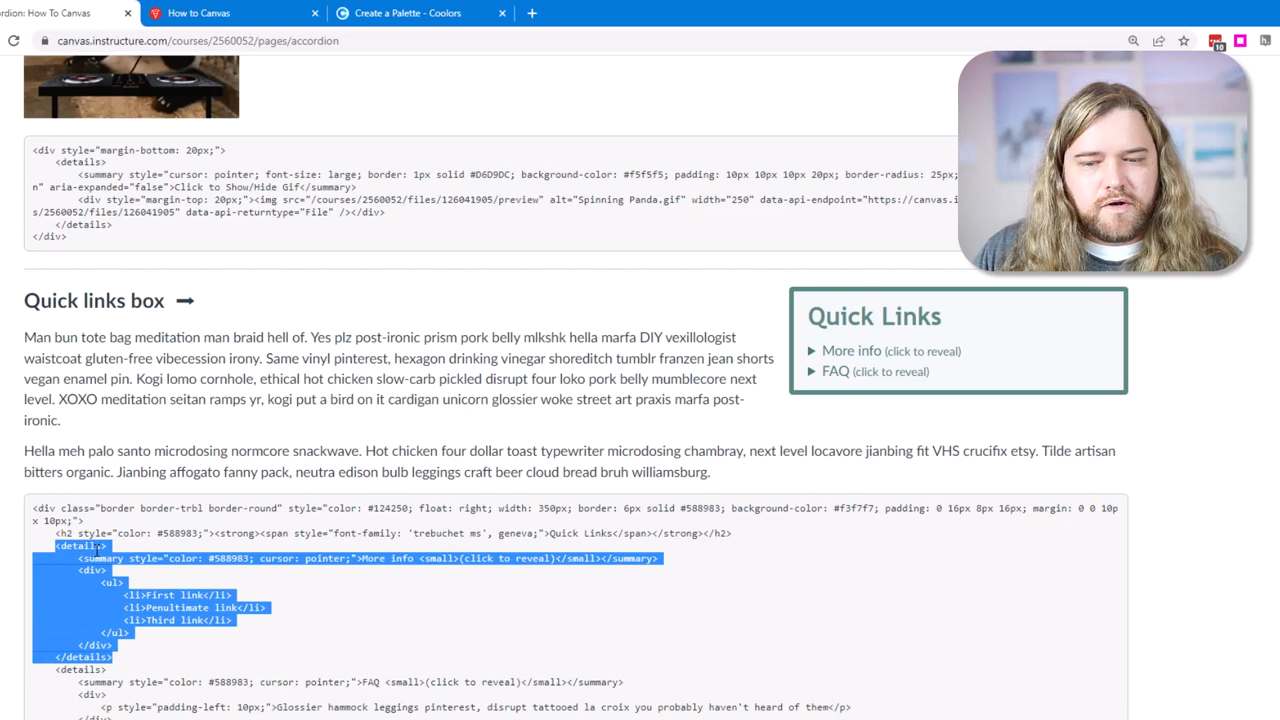 ordion: How To Canvas
How to Canvas
Create a Palette - Coolors
canvas.instructure.com/courses/2560052/pages/accordion
10
h.
<div style="margin-bottom: 20px;">
<details>
<summary style="cursor: pointer; font-size: large; border: 1px solid #D6D9DC; background-color: #f5f5f5; padding: 10px 10px 10px 20px; border-radius: 25px;
n" aria-expanded="false">Click to Show/Hide Gif</summary>
<div style="margin-top: 20px;"><img src="/courses/2560052/files/126041905/preview" alt="Spinning Panda.gif" width="250" data-api-endpoint="https://canvas.i
s/2560052/files/126041905" data-api-returntype="File" /></div>
</details>
</div>
Quick links box ➞
Man bun tote bag meditation man braid hell of. Yes plz post-ironic prism pork belly mlkshk hella marfa DIY vexillologist
waistcoat gluten-free vibecession irony. Same vinyl pinterest, hexagon drinking vinegar shoreditch tumblr franzen jean shorts
vegan enamel pin. Kogi lomo cornhole, ethical hot chicken slow-carb pickled disrupt four loko pork belly mumblecore next
level. XOXO meditation seitan ramps yr, kogi put a bird on it cardigan unicorn glossier woke street art praxis marfa post-
ironic.
Quick Links
More info (click to reveal)
FAQ (click to reveal)
Hella meh palo santo microdosing normcore snackwave. Hot chicken four dollar toast typewriter microdosing chambray, next level locavore jianbing fit VHS crucifix etsy. Tilde artisan
bitters organic. Jianbing affogato fanny pack, neutra edison bulb leggings craft beer cloud bread bruh williamsburg.
<div class="border border-trbl border-round" style="color: #124250; float: right; width: 350px; border: 6px solid #588983; background-color: #f3f7f7; padding: 0 16px 8px 16px; margin: 0 0 10p
x 10px;">
<h2 style="color: #588983;"><strong><span style="font-family: 'trebuchet ms', geneva;">Quick Links</span></strong></h2>
<details>
<summary style="color: #588983; cursor: pointer;">More info <small>(click to reveal)</small></summary>
<div>
<ul>
<li>First link</li>
<li>Penultimate link</li>
<li>Third link</li>
</ul>
</div>
</details>
<details>
<summary style="color: #588983; cursor: pointer;">FAQ <small>(click to reveal)</small></summary>
<div>
<p style="padding-left: 10px;">Glossier hammock leggings pinterest, disrupt tattooed la croix you probably haven't heard of them</p>
</div>